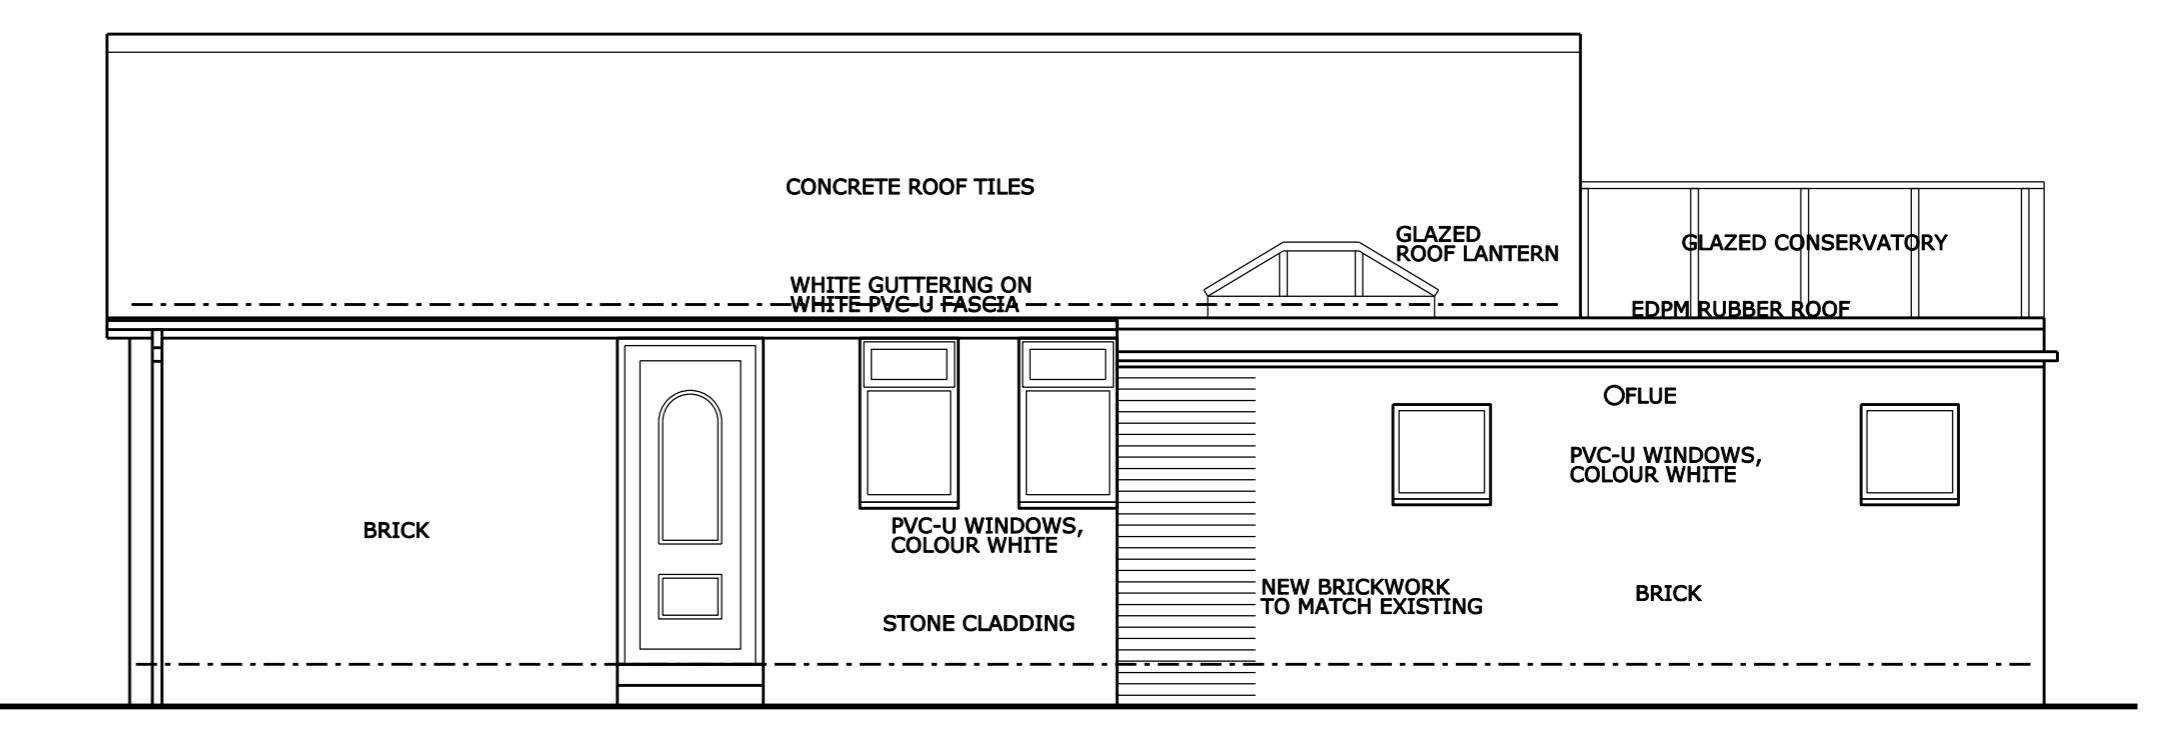 CONCRETE ROOF TILES
GLAZED
ROOF LANTERN
GLAZED CONSERVATORY
WHITE GUTTERING ON
WHITE PVC-U FASCIA
EDPM RUBBER ROOF
FLUE
PVC-U WINDOWS,
COLOUR WHITE
BRICK
PVC-U WINDOWS,
COLOUR WHITE
NEW BRICKWORK
TO MATCH EXISTING
BRICK
STONE CLADDING